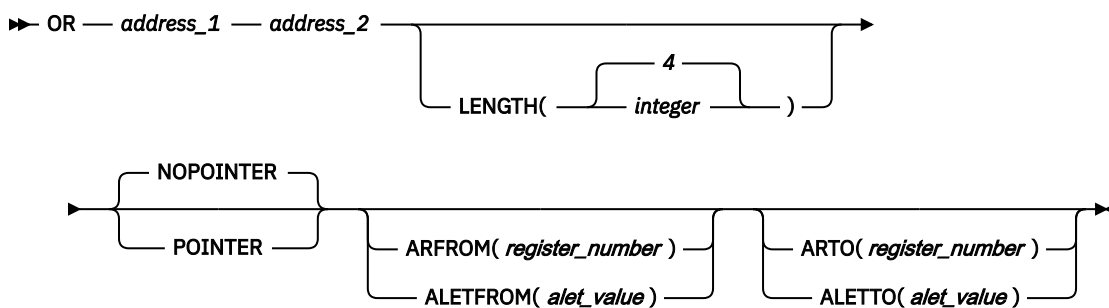 OR address_1 address_2
4
LENGTH( integer )
NOPOINTER
POINTER
ARFROM( register_number )
ALETFROM( alet_value )
ARTO( register_number )
ALETTO( alet_value )